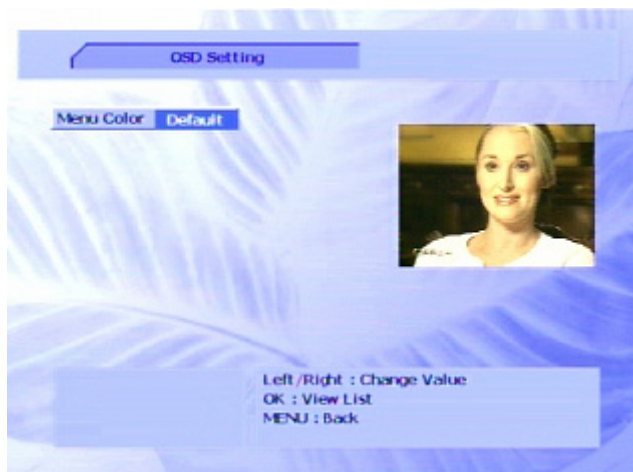 OSD Setting
Menu Color Default
Left/Right : Change Value
OK : View List
MENU : Back